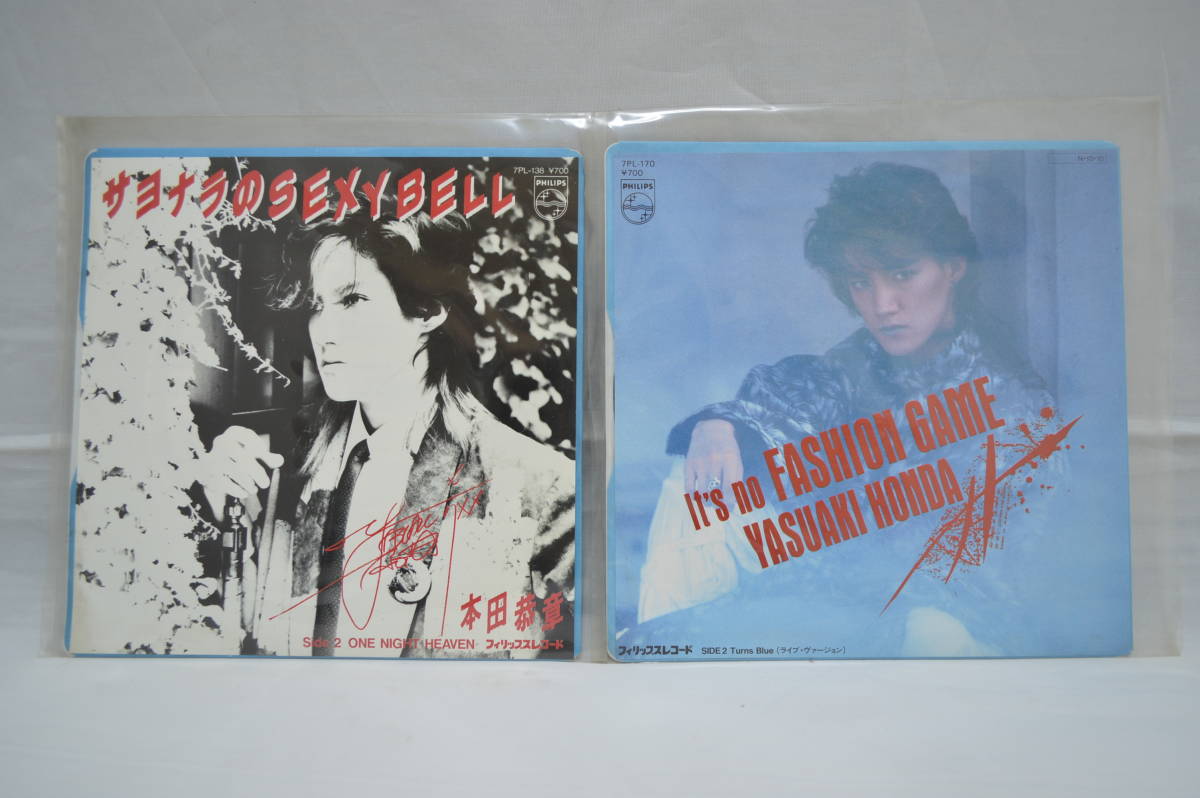 サヨナラのSEXY BELL
7PL-138 ¥700
PHILIPS
本田恭章
Side 2 ONE NIGHT HEAVEN フィリップスレコード
7PL-170
¥700
PHILIPS
It's no FASHION GAME
YASUAKI HONDA
フィリップスレコード SIDE 2 Turns Blue (ライブ・ヴァージョン)